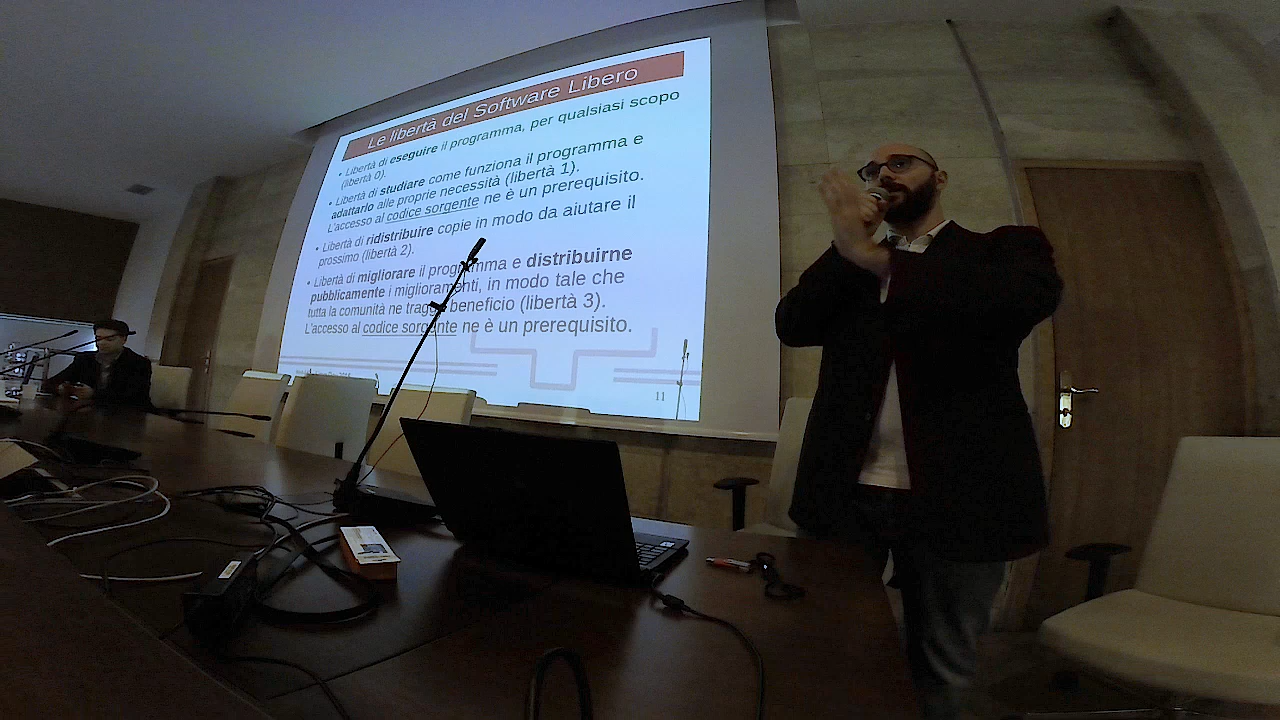 Le libertà del Software Libero
• Libertà di eseguire il programma, per qualsiasi scopo
(libertà 0).
• Libertà di studiare come funziona il programma e
adattarlo alle proprie necessità (libertà 1).
L'accesso al codice sorgente ne è un prerequisito.
• Libertà di ridistribuire copie in modo da aiutare il
prossimo (libertà 2).
• Libertà di migliorare il programma e distribuirne
pubblicamente i miglioramenti, in modo tale che
tutta la comunità ne tragga beneficio (libertà 3).
L'accesso al codice sorgente ne è un prerequisito.
11